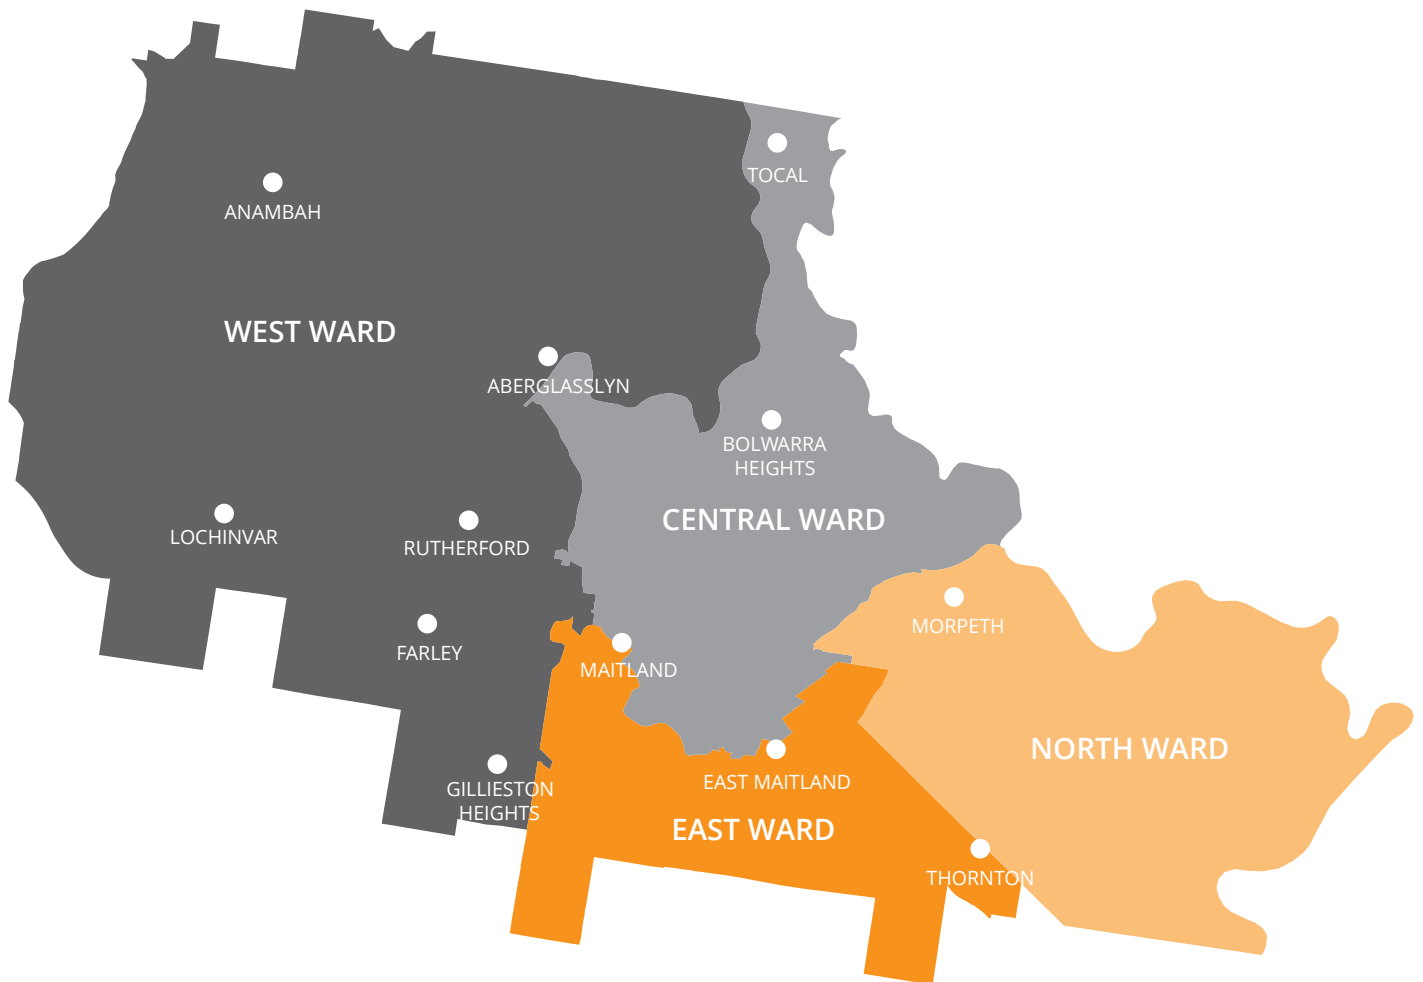 TOCAL
ANAMBAH
WEST WARD
ABERGLASSLYN
BOLWARRA
HEIGHTS
CENTRAL WARD
LOCHINVAR
RUTHERFORD
MORPETH
FARLEY
MAITLAND
NORTH WARD
EAST MAITLAND
GILLIESTON
HEIGHTS
EAST WARD
THORNTON